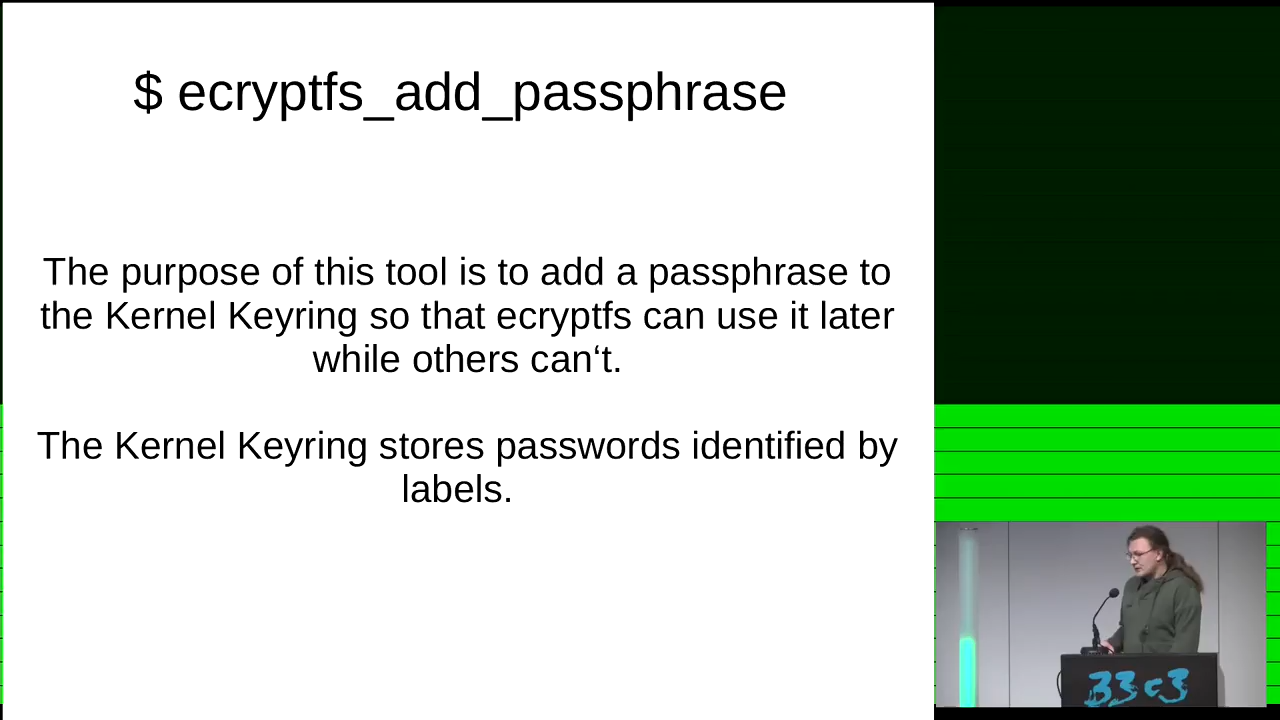 $ ecryptfs_add_passphrase
The purpose of this tool is to add a passphrase to
the Kernel Keyring so that ecryptfs can use it later
while others can‘t.
The Kernel Keyring stores passwords identified by
labels.
33c3